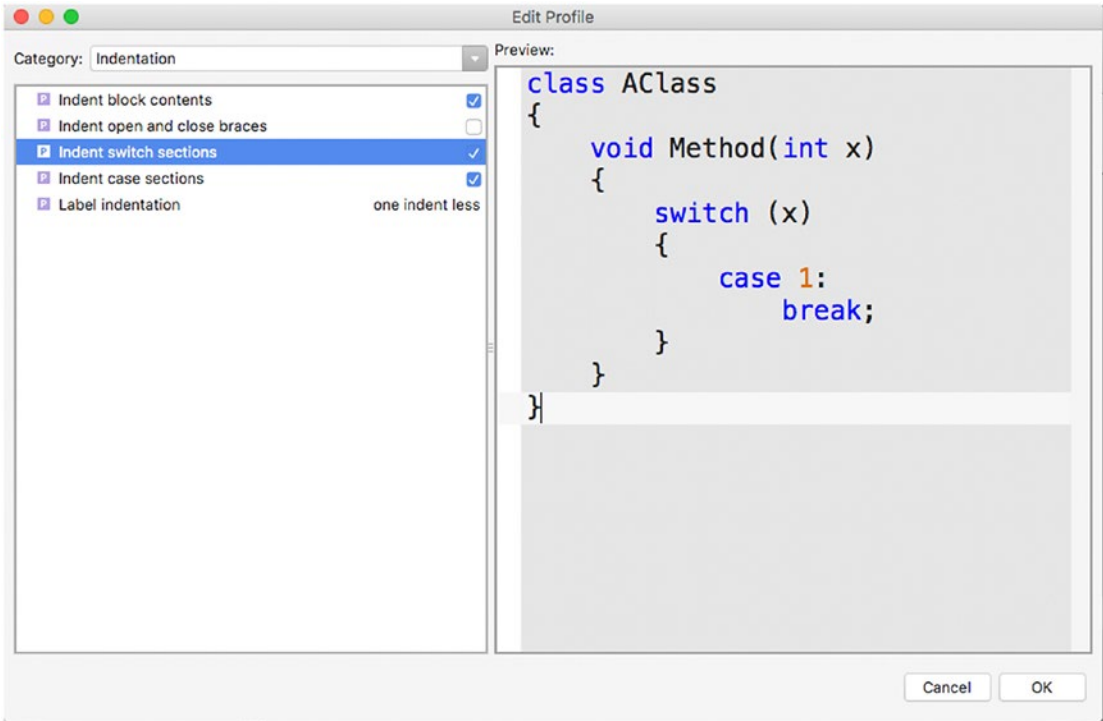 Edit Profile
Category: Indentation
Indent block contents
Indent open and close braces
Indent switch sections
Indent case sections
Label indentation one indent less
Preview:
class AClass
{
    void Method(int x)
    {
        switch (x)
        {
            case 1:
                break;
        }
    }
}
Cancel OK